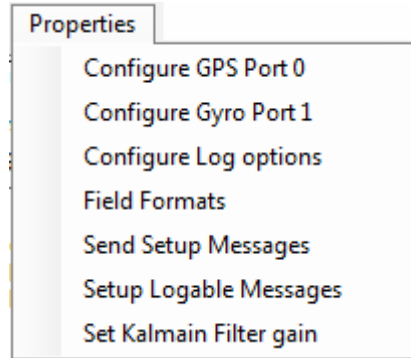 Properties
Configure GPS Port 0
Configure Gyro Port 1
Configure Log options
Field Formats
Send Setup Messages
Setup Logable Messages
Set Kalmain Filter gain